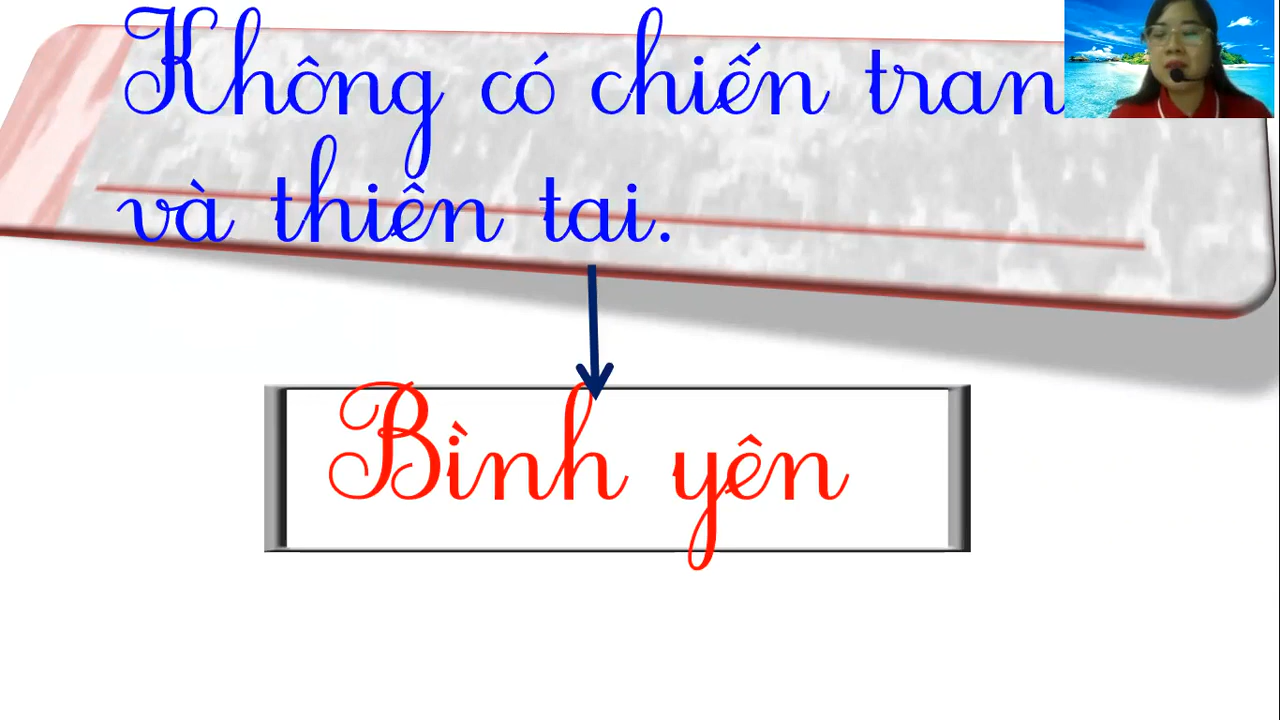 Không có chiến tran
và thiên tai.
Bình yên